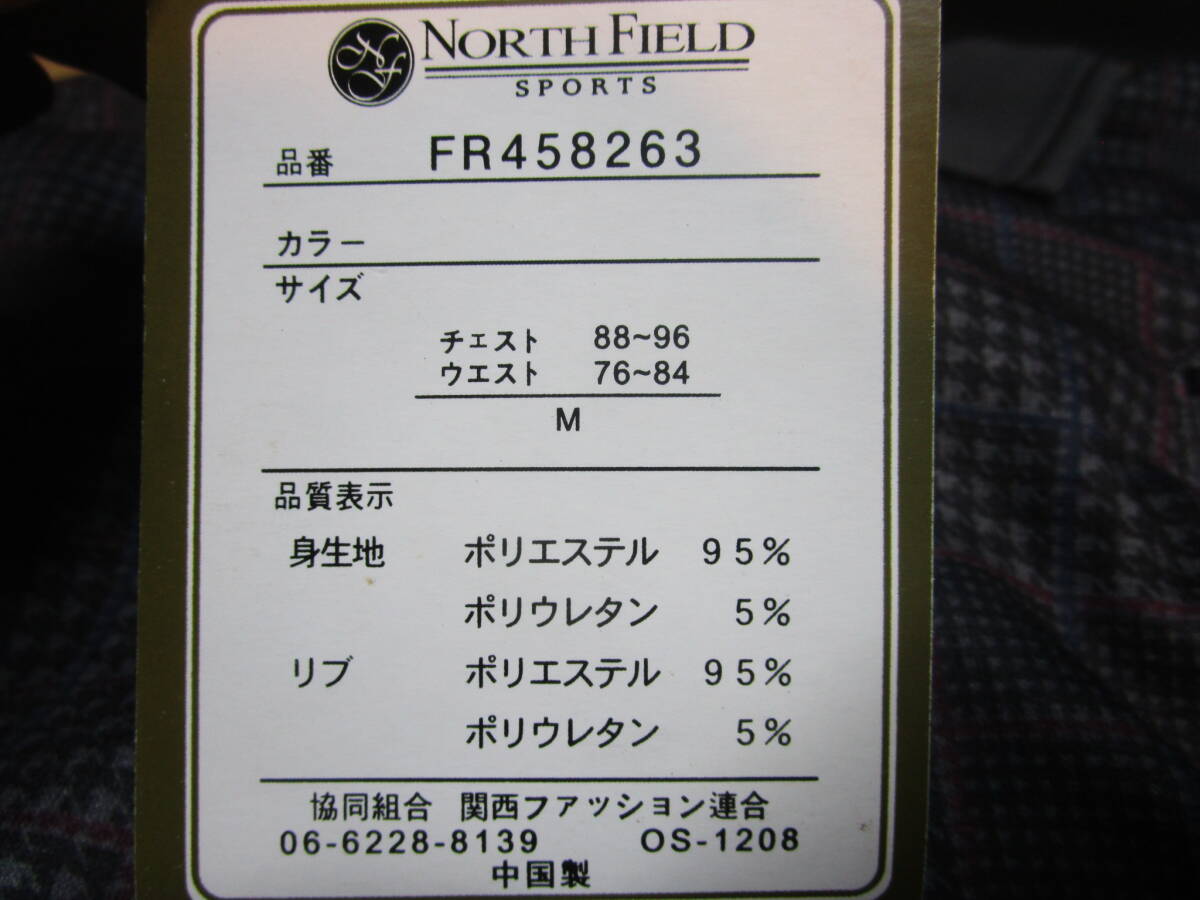 NORTH FIELD
SPORTS
品番 FR458263
カラー
サイズ
チェスト 88~96
ウエスト 76~84
M
品質表示
身生地 ポリエステル 95%
ポリウレタン 5%
リブ ポリエステル 95%
ポリウレタン 5%
協同組合 関西ファッション連合
06-6228-8139 OS-1208
中国製